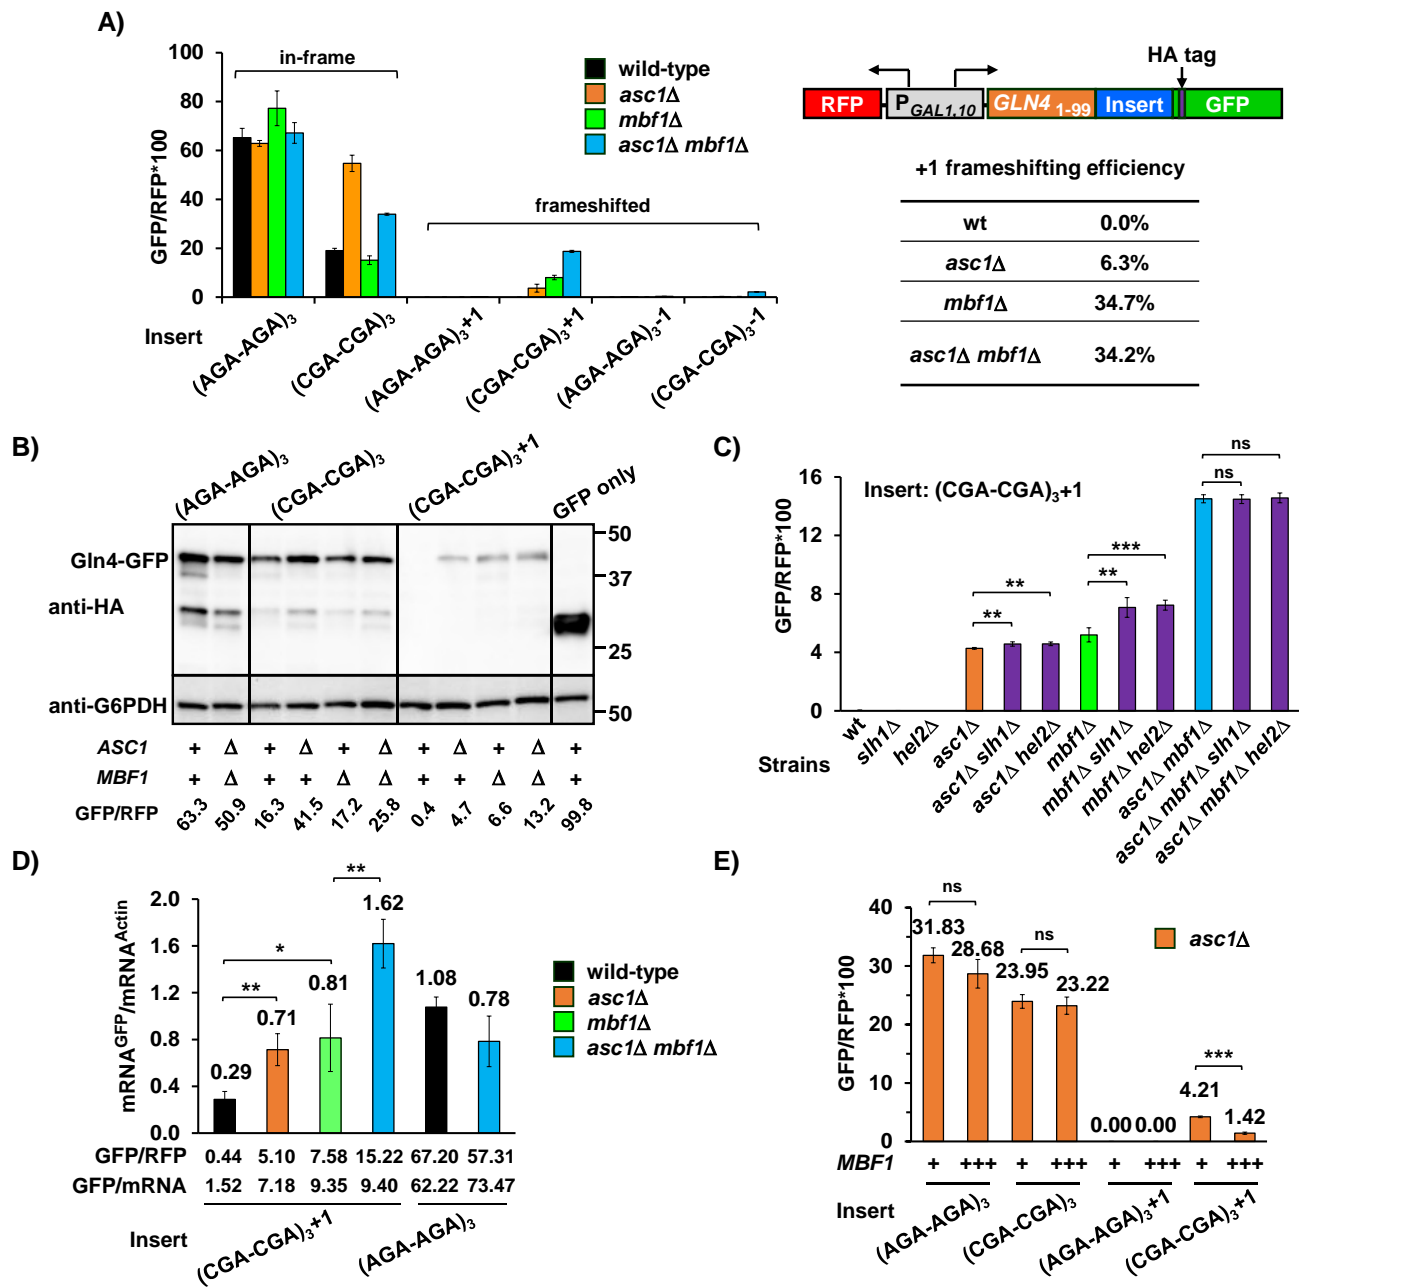 A)
GFP/RFP*100
100
80
60
40
20
0
in-frame
frameshifted
wild-type
asc1Δ
mbf1Δ
asc1Δ mbf1Δ
Insert
(AGA-AGA)3
(CGA-CGA)3
(AGA-AGA)3+1
(CGA-CGA)3+1
(AGA-AGA)3-1
(CGA-CGA)3-1
HA tag
RFP PGAL1,10 GLN4 1-99 Insert GFP
+1 frameshifting efficiency
wt 0.0%
asc1Δ 6.3%
mbf1Δ 34.7%
asc1Δ mbf1Δ 34.2%
B)
(AGA-AGA)3 (CGA-CGA)3 (CGA-CGA)3+1 GFP only
Gln4-GFP
anti-HA
anti-G6PDH
50
37
25
50
ASC1 + Δ + Δ + Δ + Δ + Δ +
MBF1 + Δ + + Δ Δ + + Δ Δ +
GFP/RFP 63.3 50.9 16.3 41.5 17.2 25.8 0.4 4.7 6.6 13.2 99.8
C)
GFP/RFP*100
16
12
8
4
0
Insert: (CGA-CGA)3+1
**
**
**
***
ns
ns
Strains
wt
slh1Δ
hel2Δ
asc1Δ
asc1Δ slh1Δ
asc1Δ hel2Δ
mbf1Δ
mbf1Δ slh1Δ
mbf1Δ hel2Δ
asc1Δ mbf1Δ
asc1Δ mbf1Δ slh1Δ
asc1Δ mbf1Δ hel2Δ
D)
mRNAGFP/mRNAActin
2.0
1.6
1.2
0.8
0.4
0.0
**
*
**
0.29
0.71
0.81
1.62
1.08
0.78
wild-type
asc1Δ
mbf1Δ
asc1Δ mbf1Δ
GFP/RFP 0.44 5.10 7.58 15.22 67.20 57.31
GFP/mRNA 1.52 7.18 9.35 9.40 62.22 73.47
Insert
(CGA-CGA)3+1
(AGA-AGA)3
E)
GFP/RFP*100
40
30
20
10
0
ns
ns
***
31.83
28.68
23.95
23.22
0.00
0.00
4.21
1.42
asc1Δ
MBF1 + +++ + +++ + +++ + +++
Insert
(AGA-AGA)3
(CGA-CGA)3
(AGA-AGA)3+1
(CGA-CGA)3+1